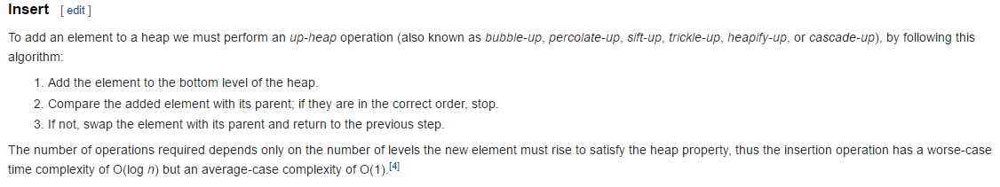 Insert [ edit ]
To add an element to a heap we must perform an up-heap operation (also known as bubble-up, percolate-up, sift-up, trickle-up, heapify-up, or cascade-up), by following this
algorithm:
1. Add the element to the bottom level of the heap.
2. Compare the added element with its parent; if they are in the correct order, stop.
3. If not, swap the element with its parent and return to the previous step.
The number of operations required depends only on the number of levels the new element must rise to satisfy the heap property, thus the insertion operation has a worse-case
time complexity of O(log n) but an average-case complexity of O(1).[4]